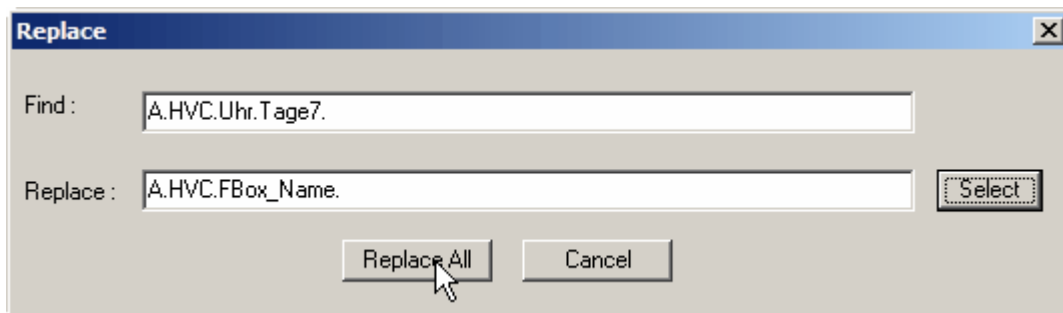 Replace
Find : A.HVC.Uhr.Tage7.
Replace : A.HVC.FBox_Name. Select
Replace All Cancel